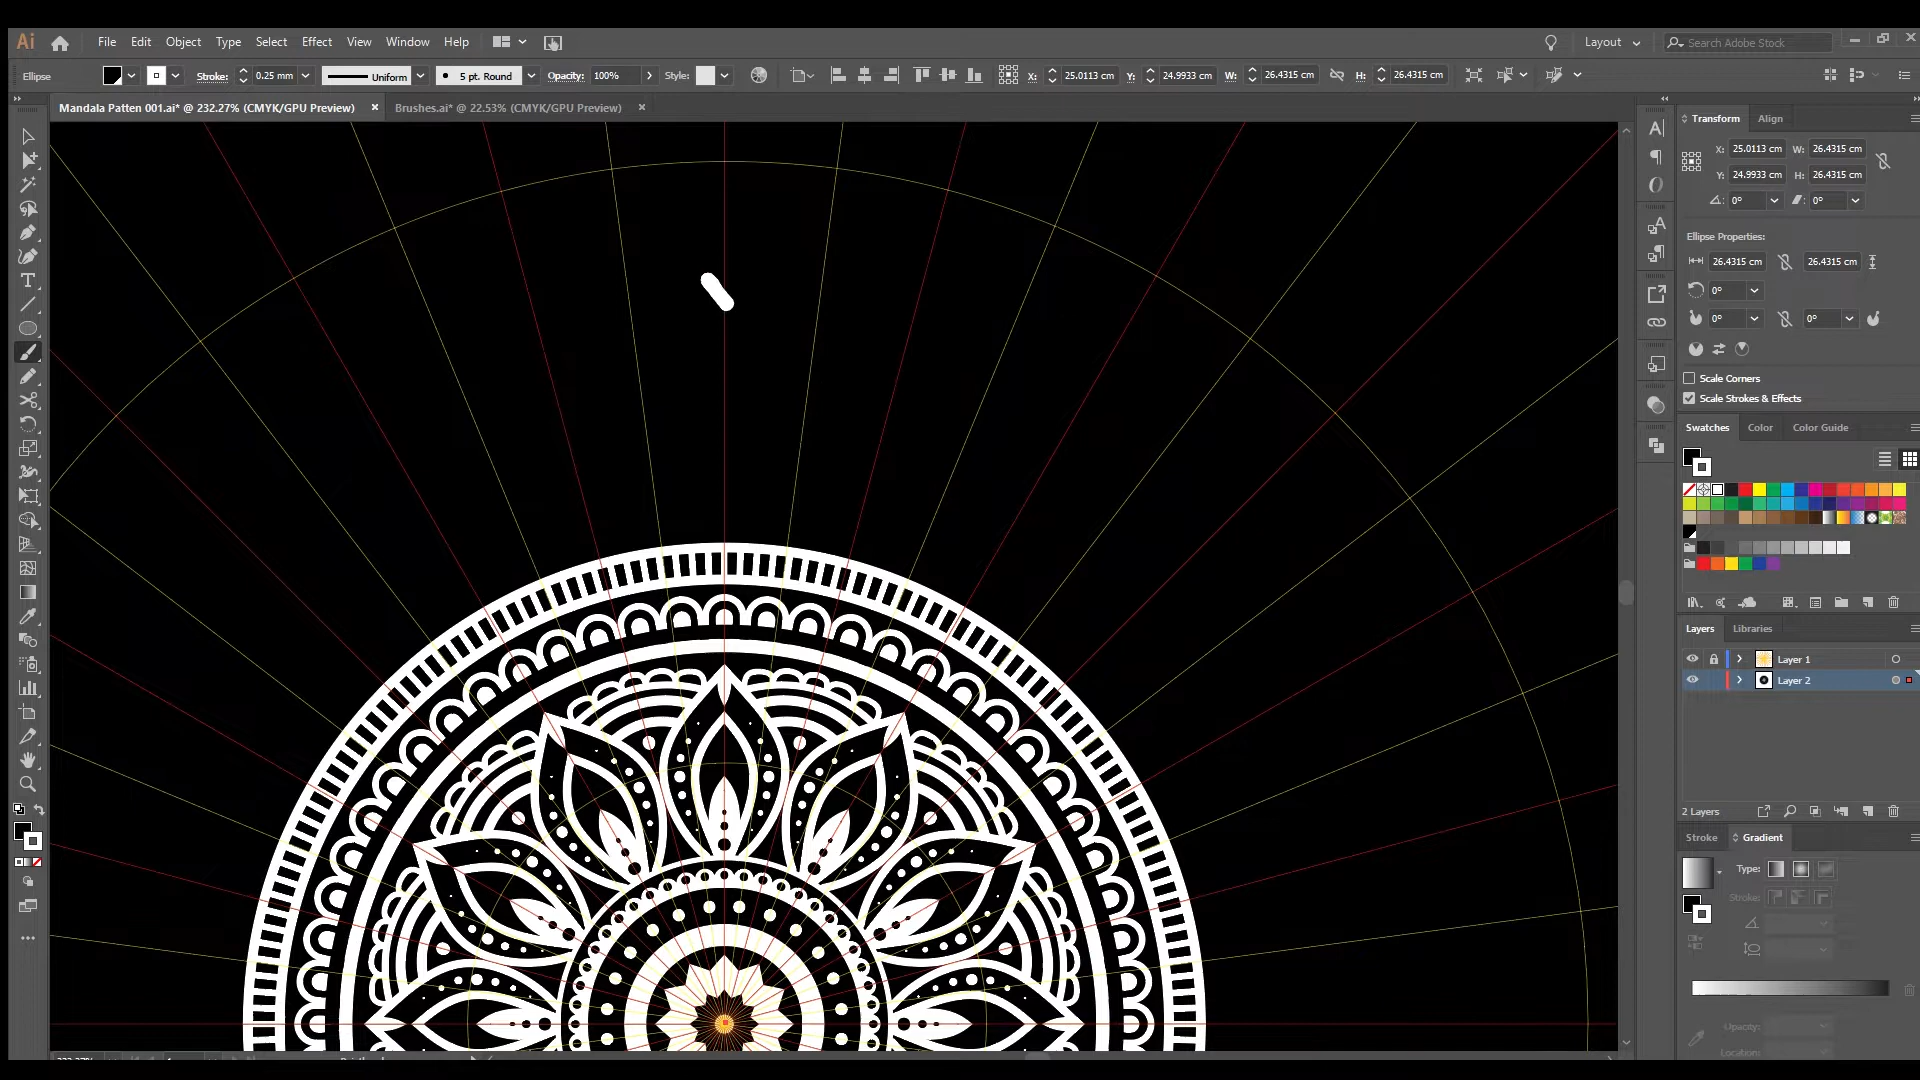 Ai File Edit Object Type Select Effect View Window Help Layout Search Adobe Stock
Ellipse Stroke: 0.25 mm Uniform 5 pt. Round Opacity: 100% Style: X: 25.0113 cm Y: 24.9933 cm W: 26.4315 cm H: 26.4315 cm
Mandala Patten 001.ai* @ 232.27% (CMYK/GPU Preview) Brushes.ai* @ 22.53% (CMYK/GPU Preview)
Transform Align
X: 25.0113 cm W: 26.4315 cm
Y: 24.9933 cm H: 26.4315 cm
0° 0°
Ellipse Properties:
26.4315 cm 26.4315 cm
0°
0° 0°
Scale Corners
Scale Strokes & Effects
Swatches Color Color Guide
Layers Libraries
Layer 1
Layer 2
2 Layers
Stroke Gradient
Type:
Stroke:
Opacity:
Location: